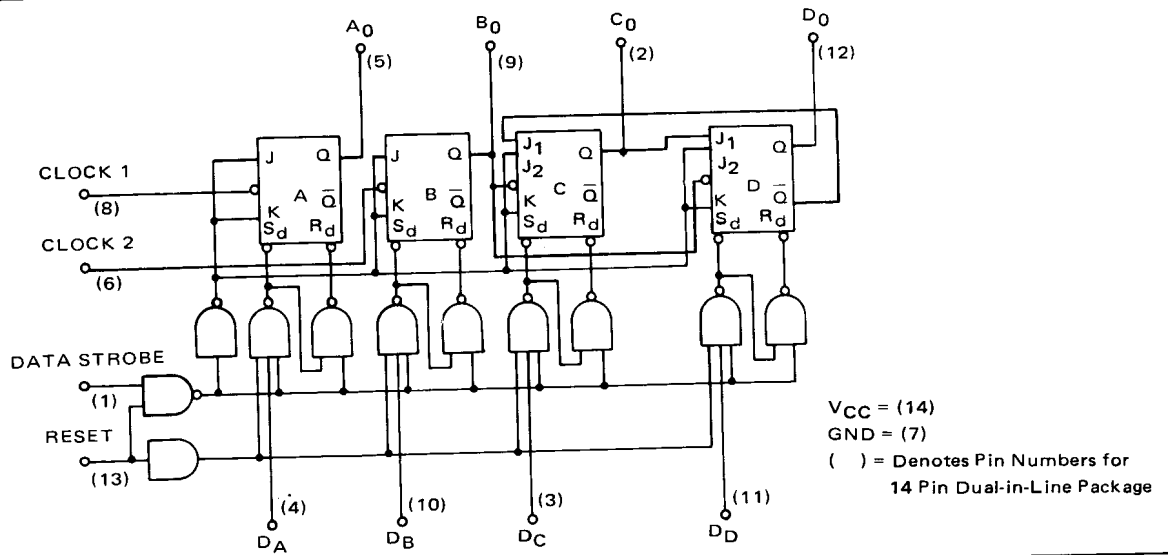 A0 B0 C0 D0
(5) (9) (2) (12)
J Q
A Q̅
K
Sd Rd
J Q
B Q̅
K
Sd Rd
J1
J2 Q
C Q̅
K
Sd Rd
J1
J2 Q
D Q̅
K
Sd Rd
CLOCK 1
(8)
CLOCK 2
(6)
DATA STROBE
(1)
RESET
(13)
(4) (10) (3) (11)
DA DB DC DD
VCC = (14)
GND = (7)
( ) = Denotes Pin Numbers for
14 Pin Dual-in-Line Package